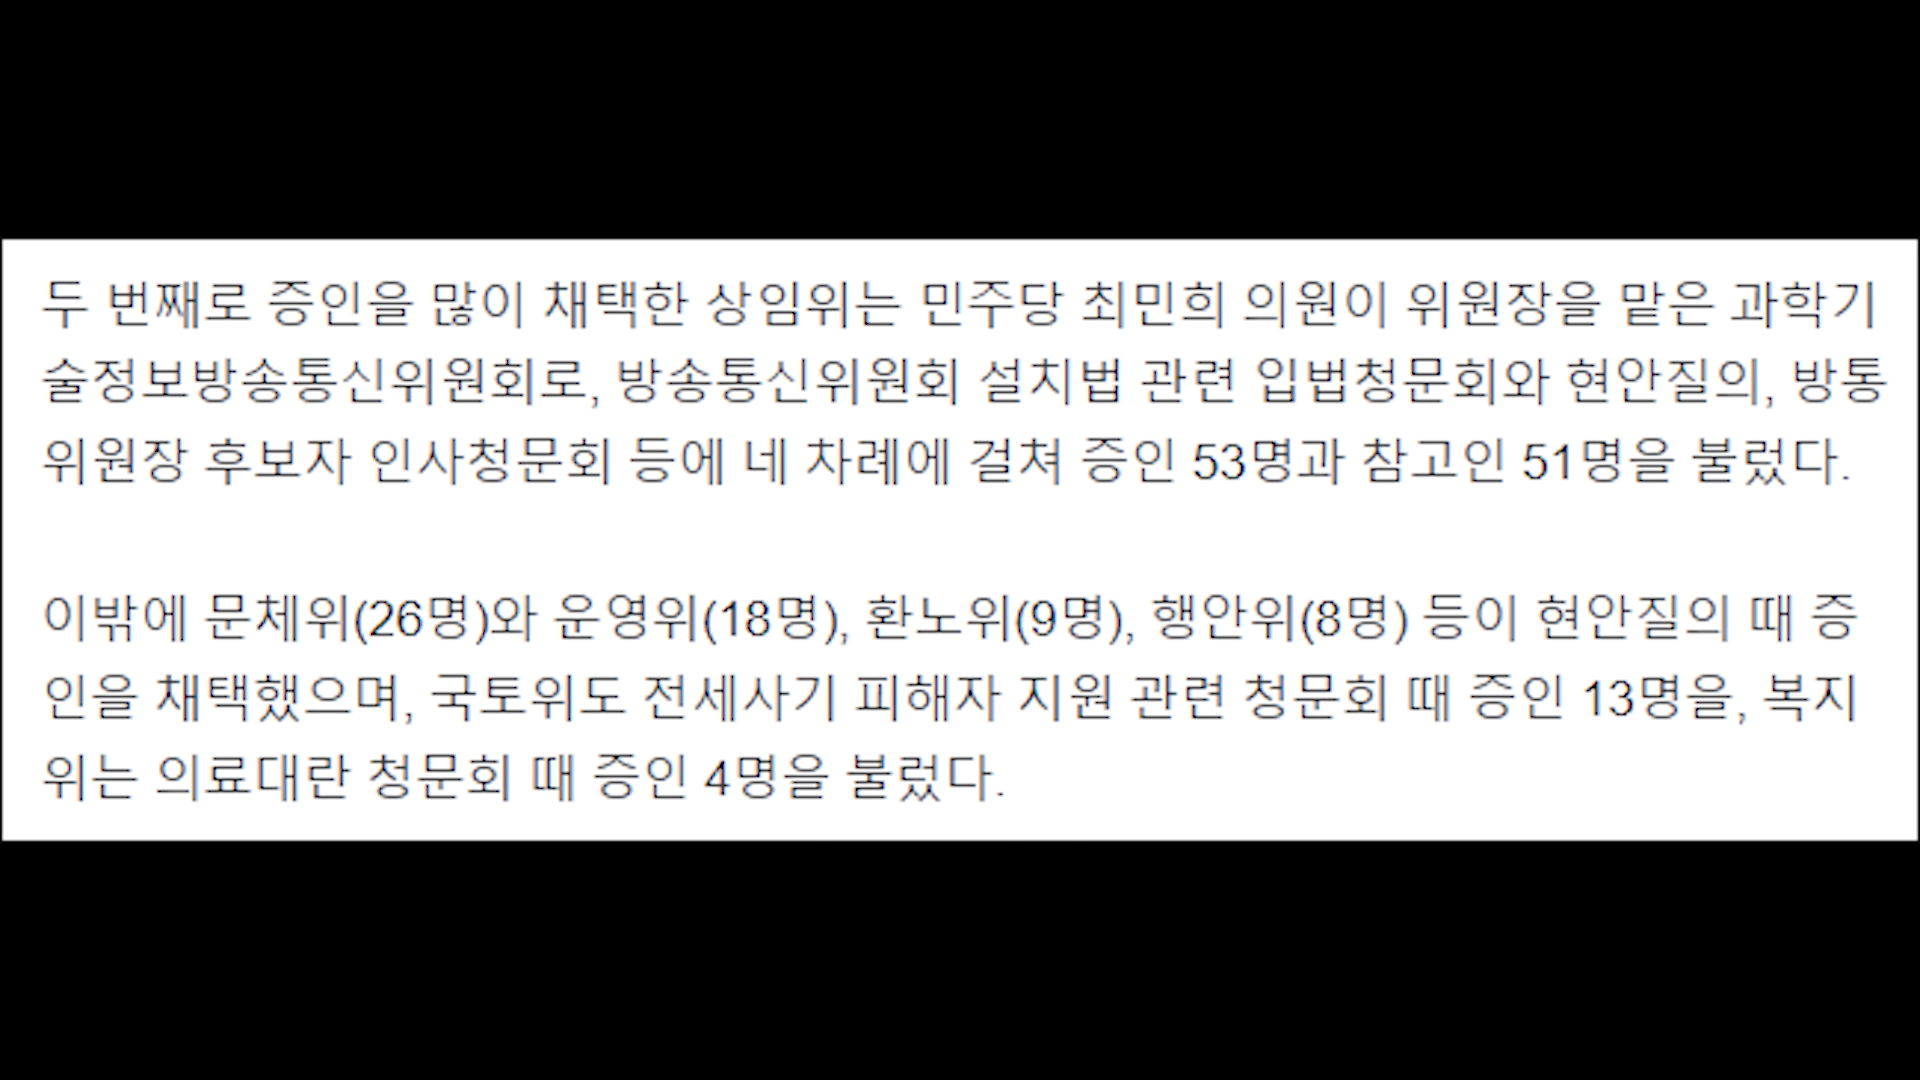 두 번째로 증인을 많이 채택한 상임위는 민주당 최민희 의원이 위원장을 맡은 과학기
술정보방송통신위원회로, 방송통신위원회 설치법 관련 입법청문회와 현안질의, 방통
위원장 후보자 인사청문회 등에 네 차례에 걸쳐 증인 53명과 참고인 51명을 불렀다.
이밖에 문체위(26명)와 운영위(18명), 환노위(9명), 행안위(8명) 등이 현안질의 때 증
인을 채택했으며, 국토위도 전세사기 피해자 지원 관련 청문회 때 증인 13명을, 복지
위는 의료대란 청문회 때 증인 4명을 불렀다.